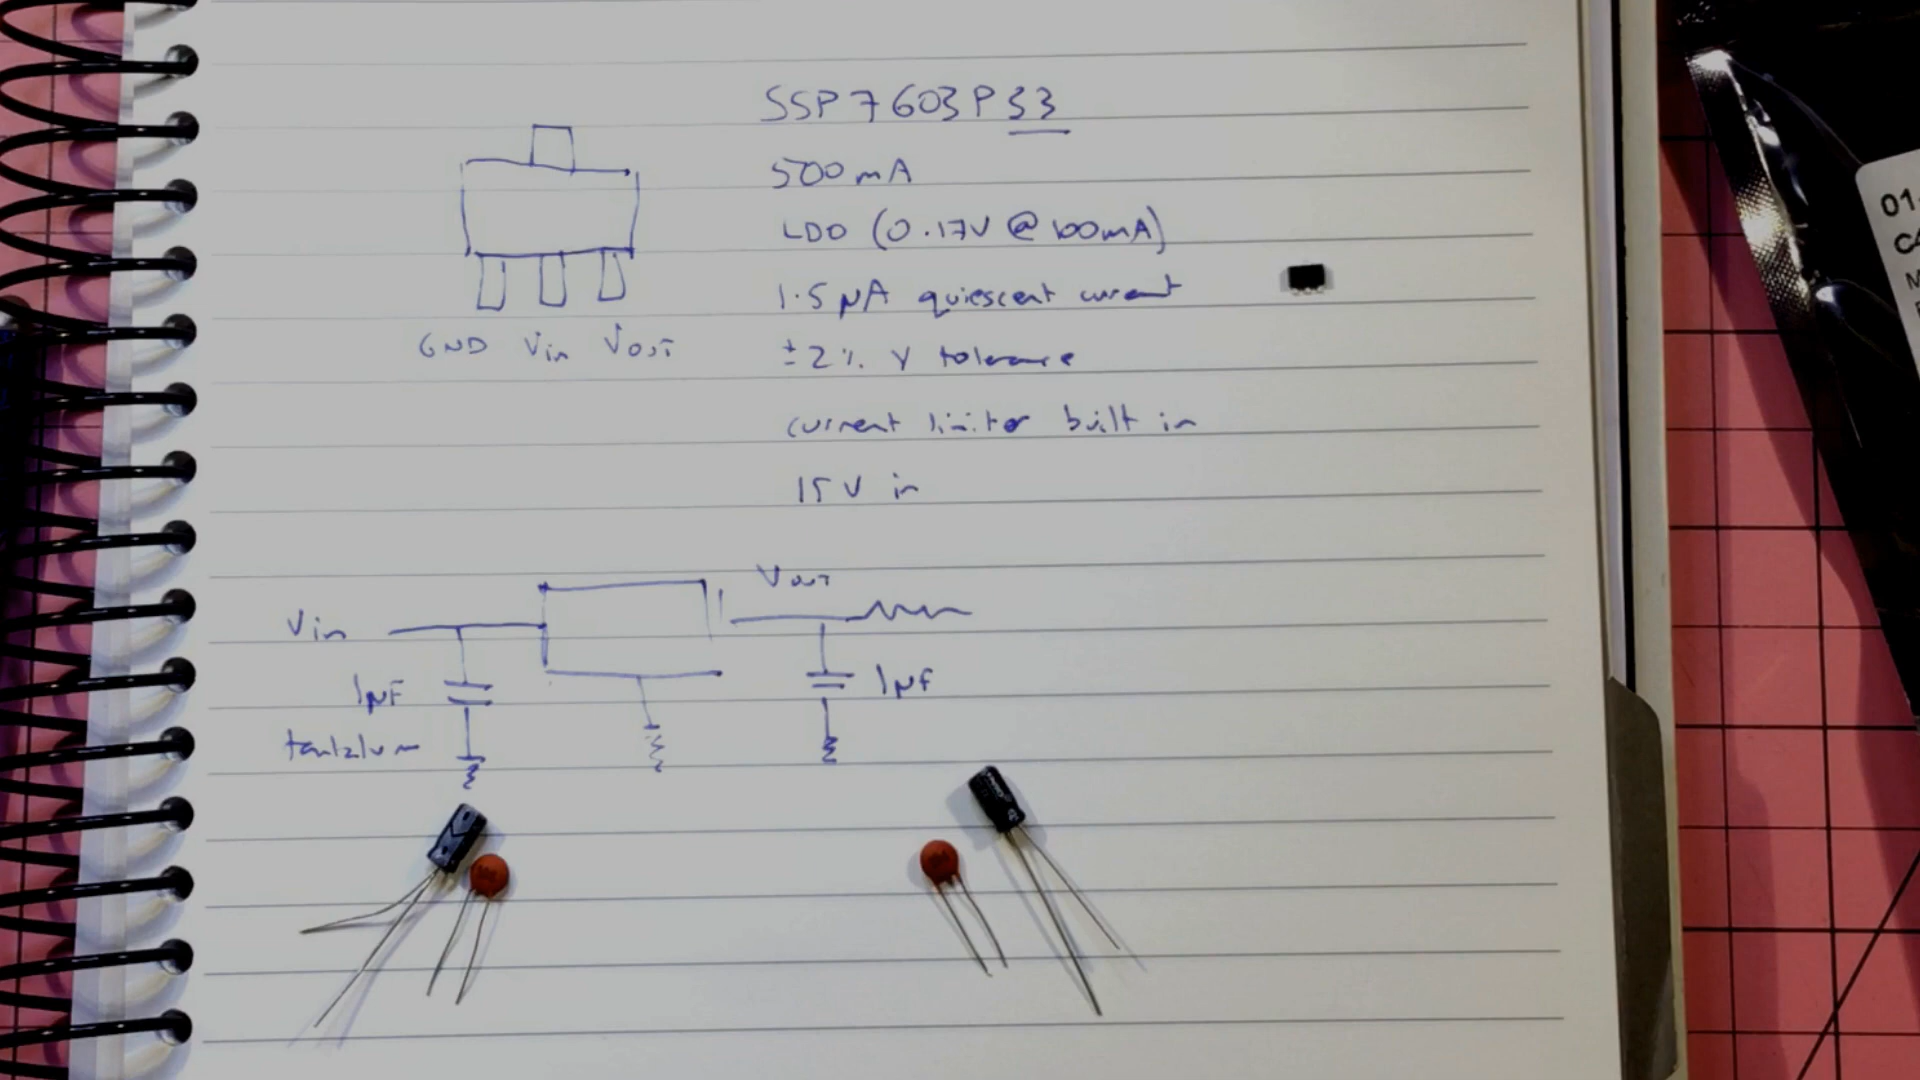 SSP7603P33
500mA
LDO (0.17V @ 100mA)
1.5µA quiescent current
±2% V tolerance
current limiter built in
15V in
GND Vin VOUT
Vin
VOUT
1µF
tantalum
1µF
01
C
M